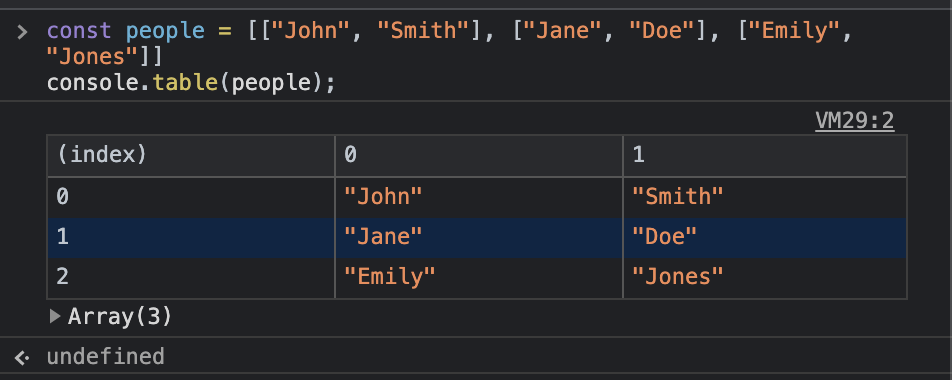 > const people = [["John", "Smith"], ["Jane", "Doe"], ["Emily",
"Jones"]]
console.table(people);
VM29:2
(index) 0 1
0 "John" "Smith"
1 "Jane" "Doe"
2 "Emily" "Jones"
▶ Array(3)
undefined